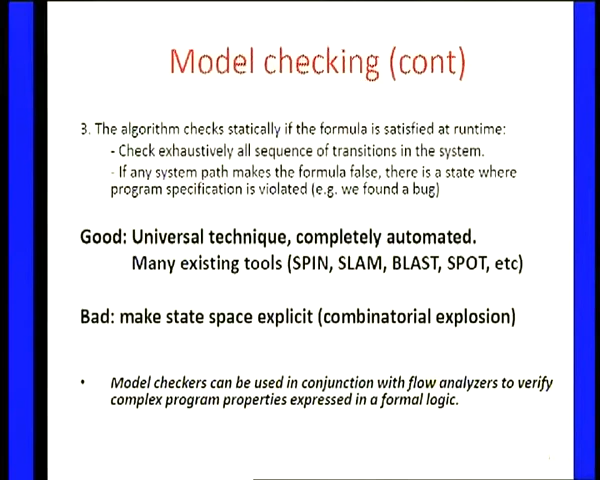 Model checking (cont)
3. The algorithm checks statically if the formula is satisfied at runtime:
- Check exhaustively all sequence of transitions in the system.
- If any system path makes the formula false, there is a state where
program specification is violated (e.g. we found a bug)
Good: Universal technique, completely automated.
Many existing tools (SPIN, SLAM, BLAST, SPOT, etc)
Bad: make state space explicit (combinatorial explosion)
• Model checkers can be used in conjunction with flow analyzers to verify
complex program properties expressed in a formal logic.